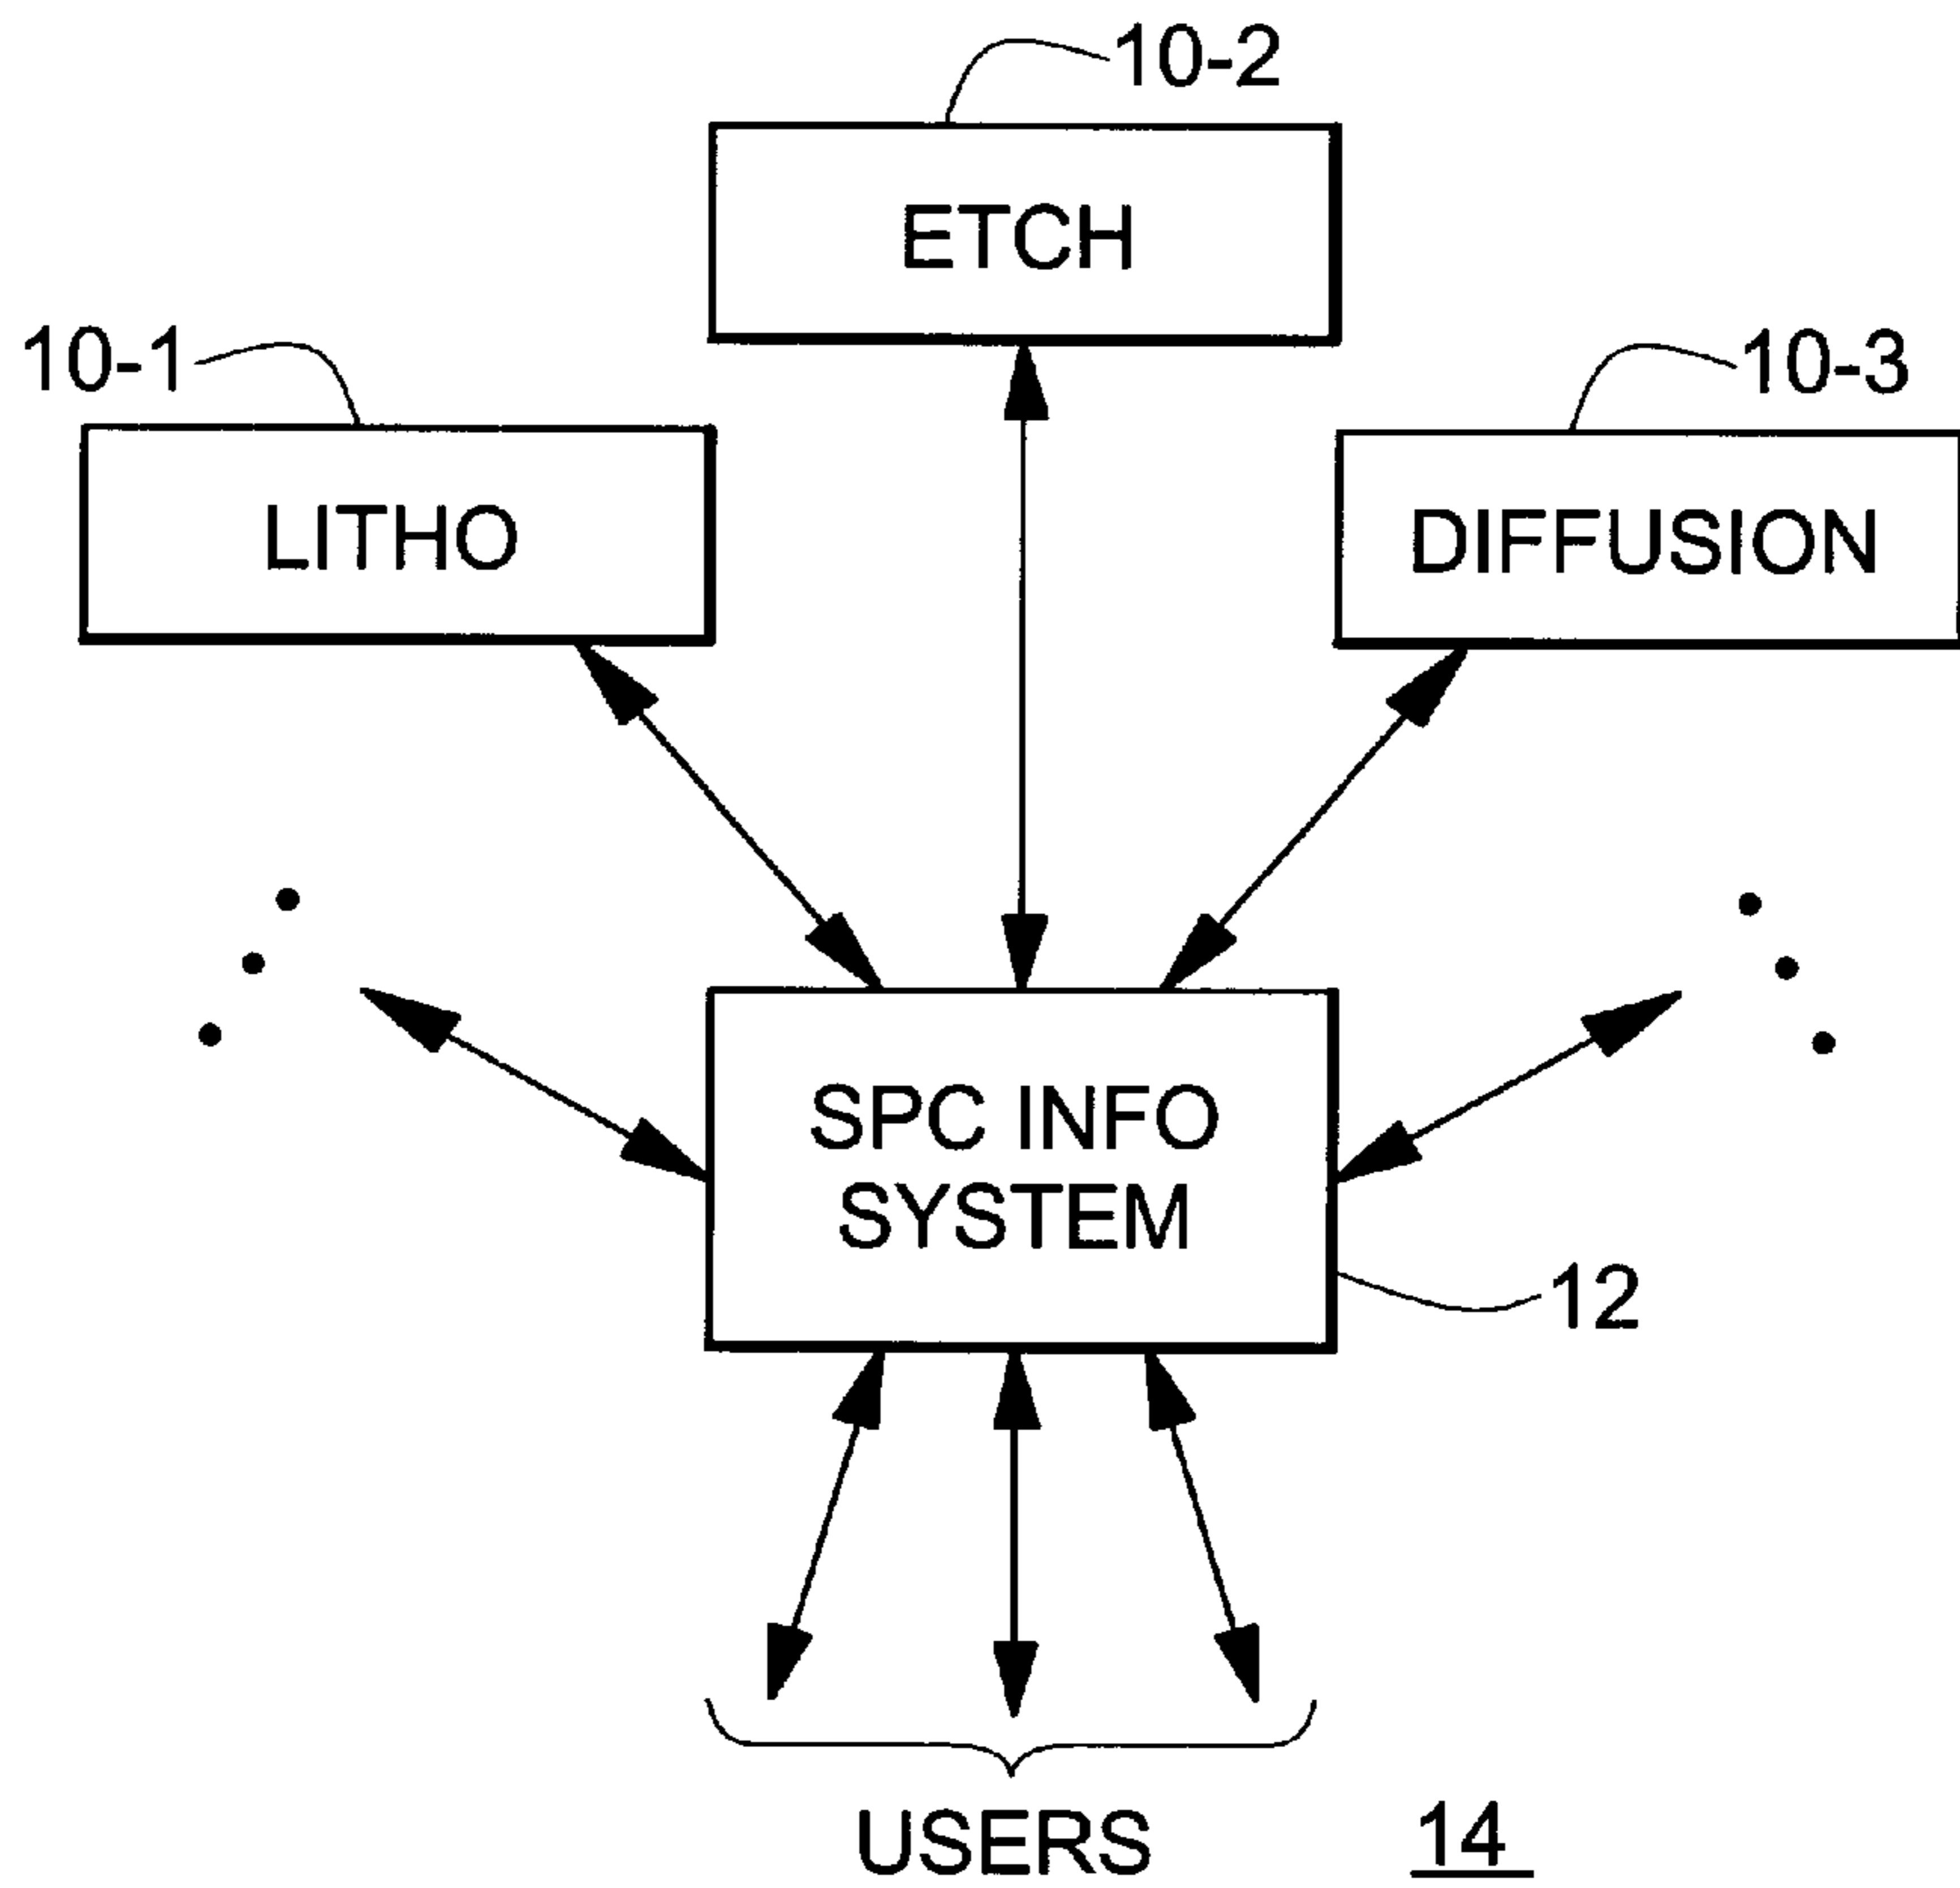 10-2
ETCH
10-1
10-3
LITHO
DIFFUSION
SPC INFO
SYSTEM
12
USERS
14